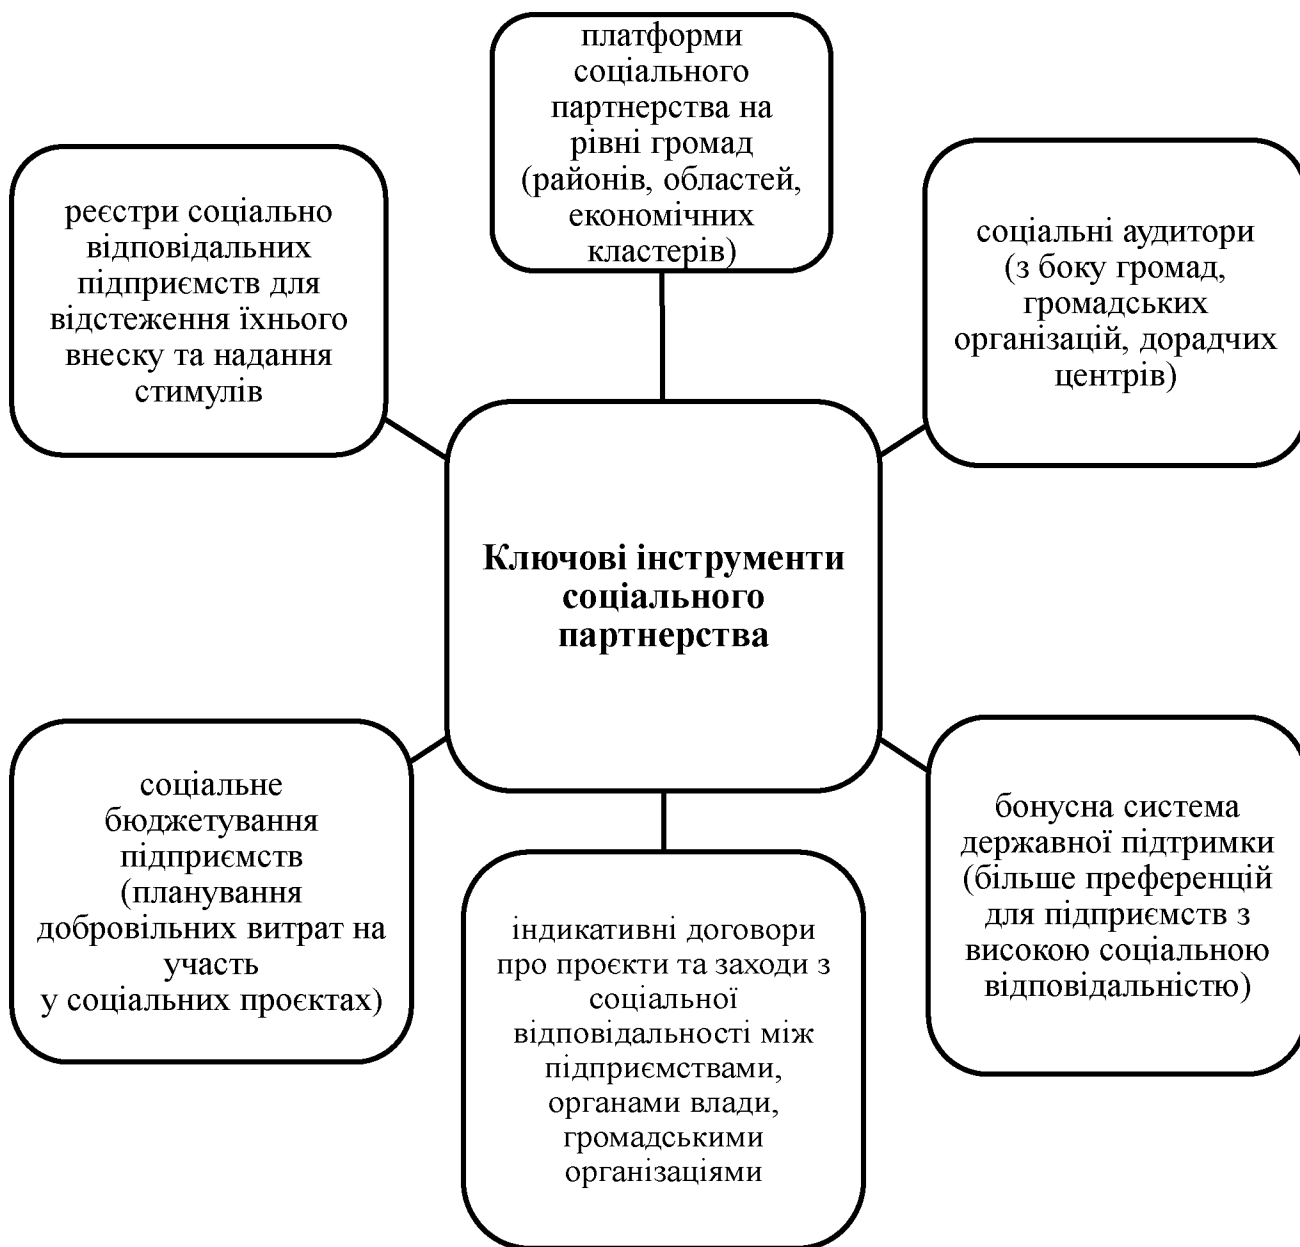 платформи
соціального
партнерства на
рівні громад
(районів, областей,
економічних
кластерів)
реєстри соціально
відповідальних
підприємств для
відстеження їхнього
внеску та надання
стимулів
соціальні аудитори
(з боку громад,
громадських
організацій, дорадчих
центрів)
Ключові інструменти
соціального
партнерства
соціальне
бюджетування
підприємств
(планування
добровільних витрат на
участь
у соціальних проєктах)
індикативні договори
про проєкти та заходи з
соціальної
відповідальності між
підприємствами,
органами влади,
громадськими
організаціями
бонусна система
державної підтримки
(більше преференцій
для підприємств з
високою соціальною
відповідальністю)